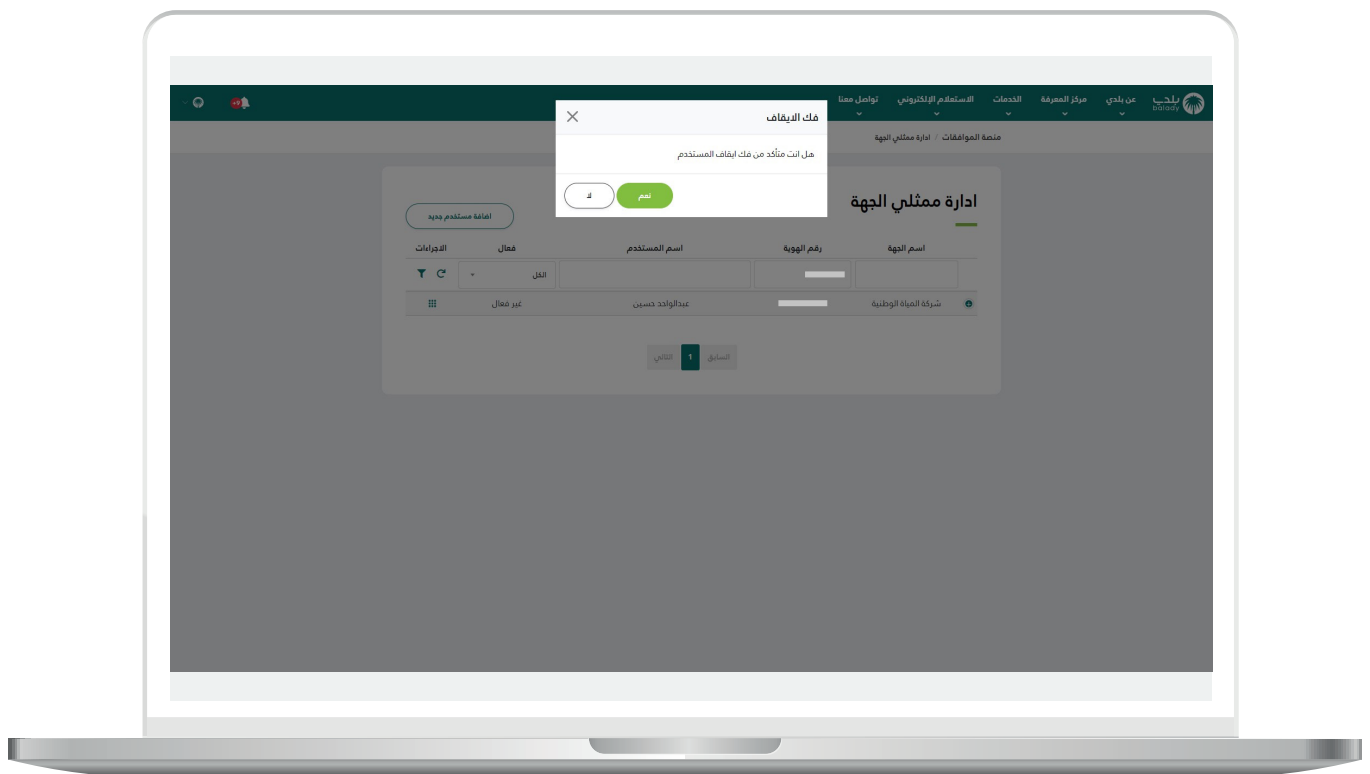 بلدي
balady
عن بلدي
مركز المعرفة
الخدمات
الاستعلام الإلكتروني
تواصل معنا
+9
منصة الموافقات / ادارة ممثلي الجهة
فك الايقاف
هل انت متأكد من فك ايقاف المستخدم
نعم
لا
ادارة ممثلي الجهة
اضافة مستخدم جديد
اسم الجهة رقم الهوية اسم المستخدم فعال الاجراءات
الكل
شركة المياة الوطنية عبدالواحد حسين غير فعال
السابق 1 التالي